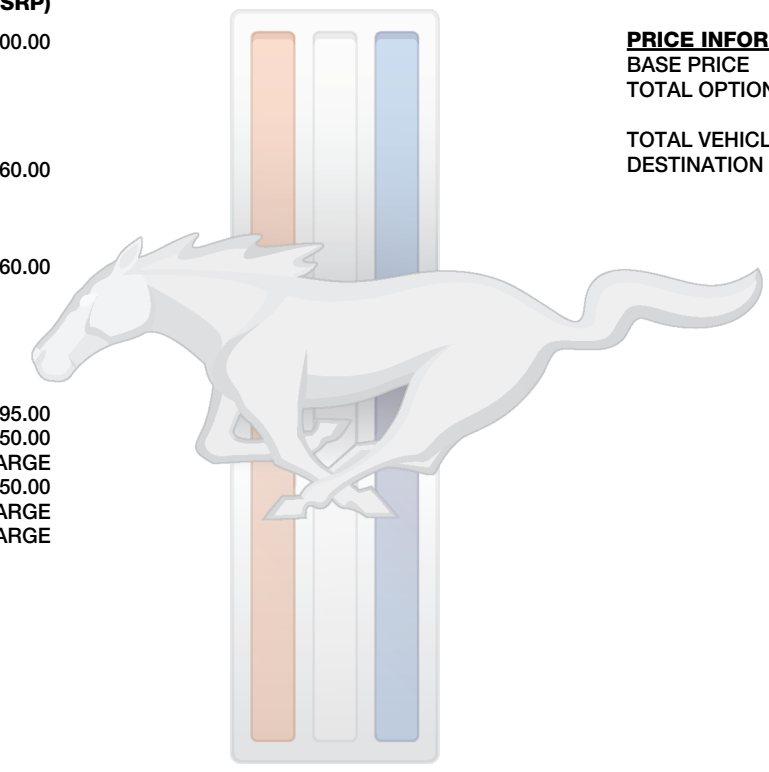 SRP)
00.00
60.00
60.00
95.00
50.00
ARGE
50.00
ARGE
ARGE
PRICE INFOR
BASE PRICE
TOTAL OPTION
TOTAL VEHICL
DESTINATION